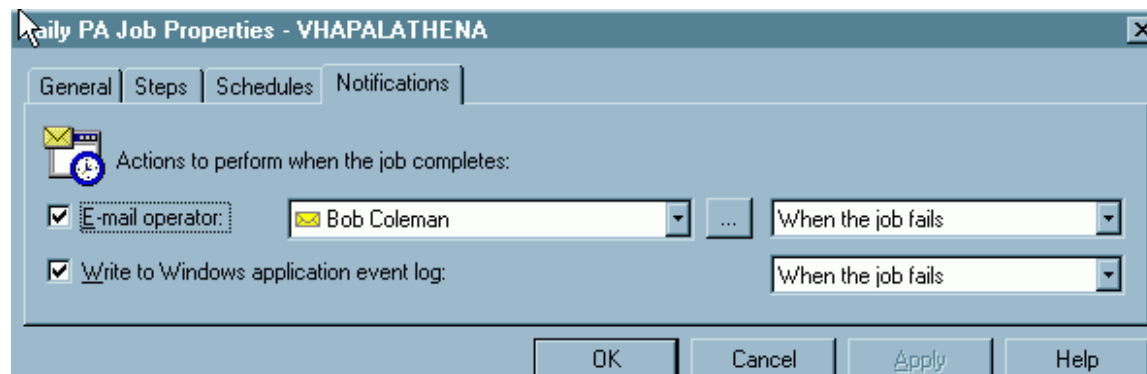 aily PA Job Properties - VHAPALATHENA
General Steps Schedules Notifications
Actions to perform when the job completes:
E-mail operator: Bob Coleman ... When the job fails
Write to Windows application event log: When the job fails
OK Cancel Apply Help